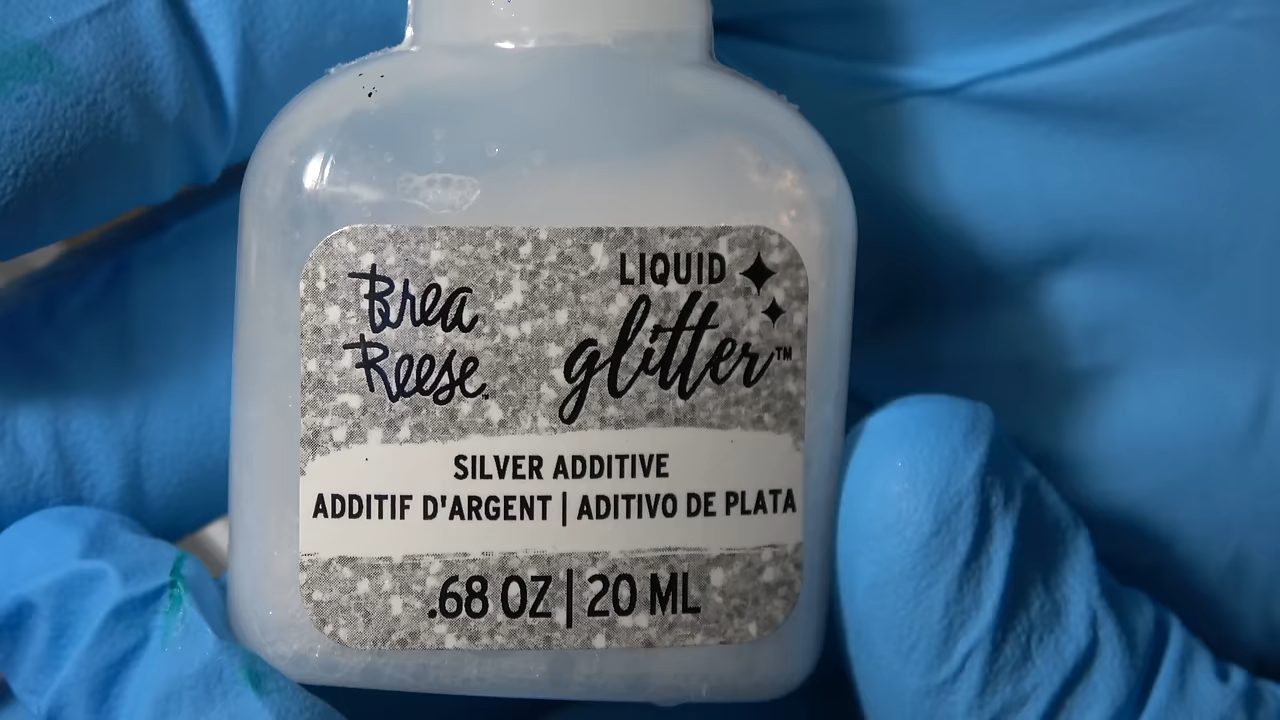 Brea
Reese.
LIQUID
glitter™
SILVER ADDITIVE
ADDITIF D'ARGENT | ADITIVO DE PLATA
.68 OZ | 20 ML